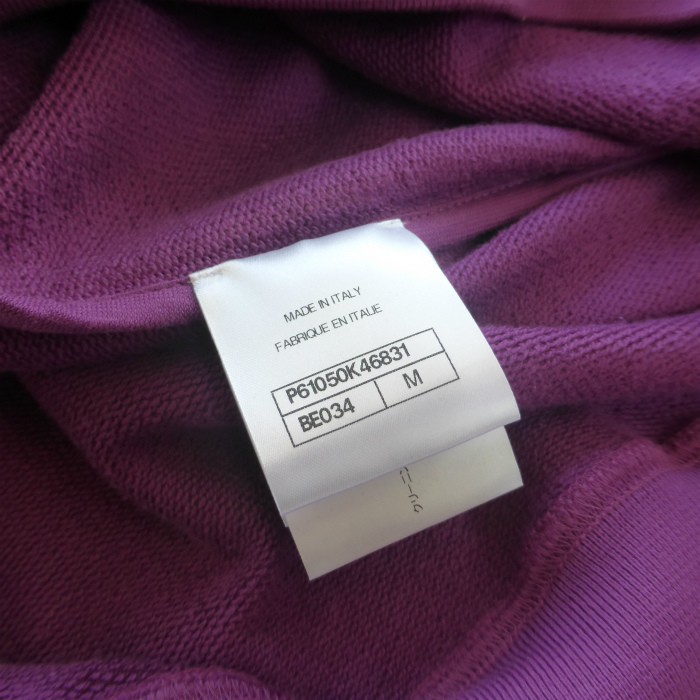 MADE IN ITALY
FABRIQUE EN ITALIE
P61050K46831
BE034 M